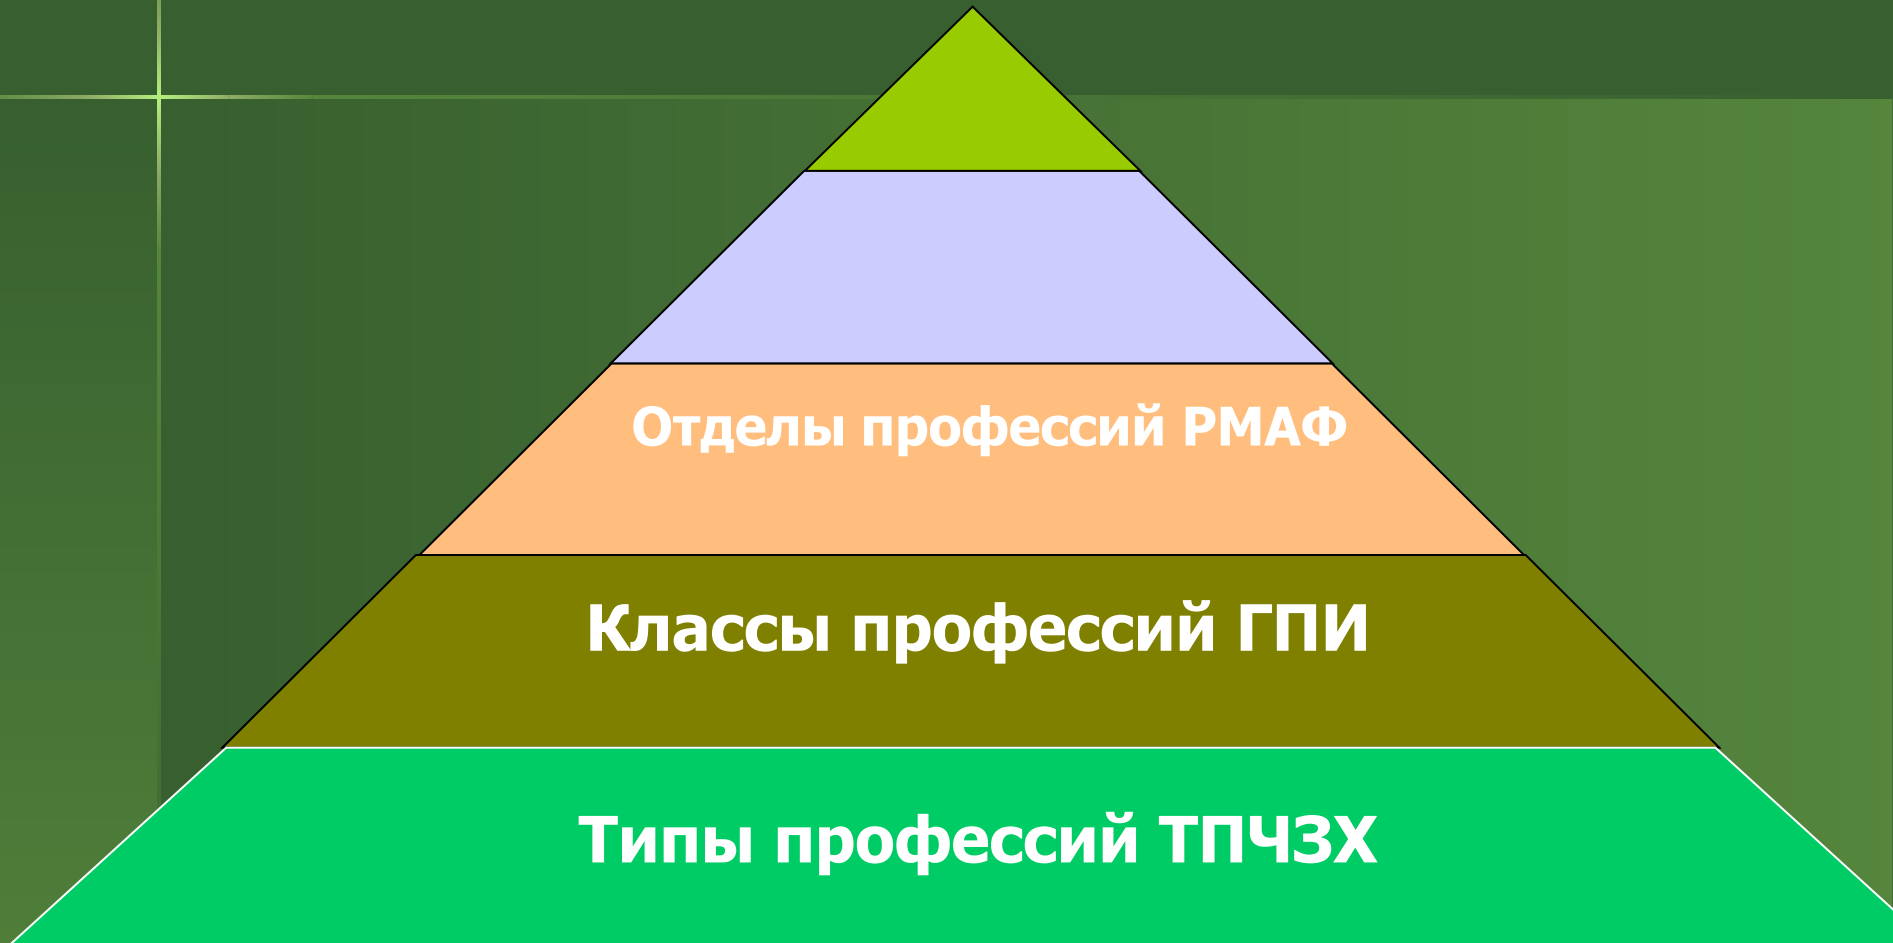 Отделы профессий РМАФ
Классы профессий ГПИ
Типы профессий ТПЧЗХ